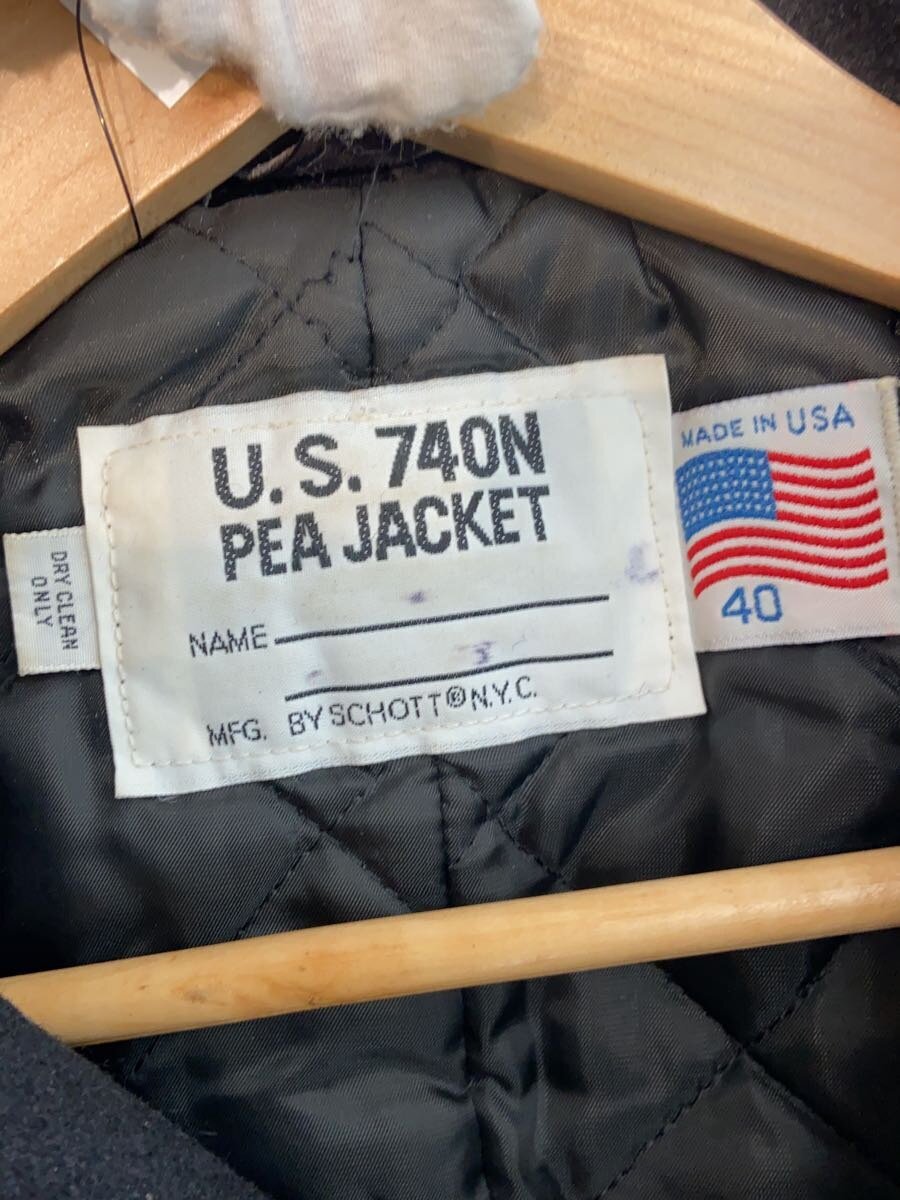 U.S. 740N
PEA JACKET
NAME
MFG. BY SCHOTT® N.Y.C.
MADE IN USA
40
DRY CLEAN
ONLY